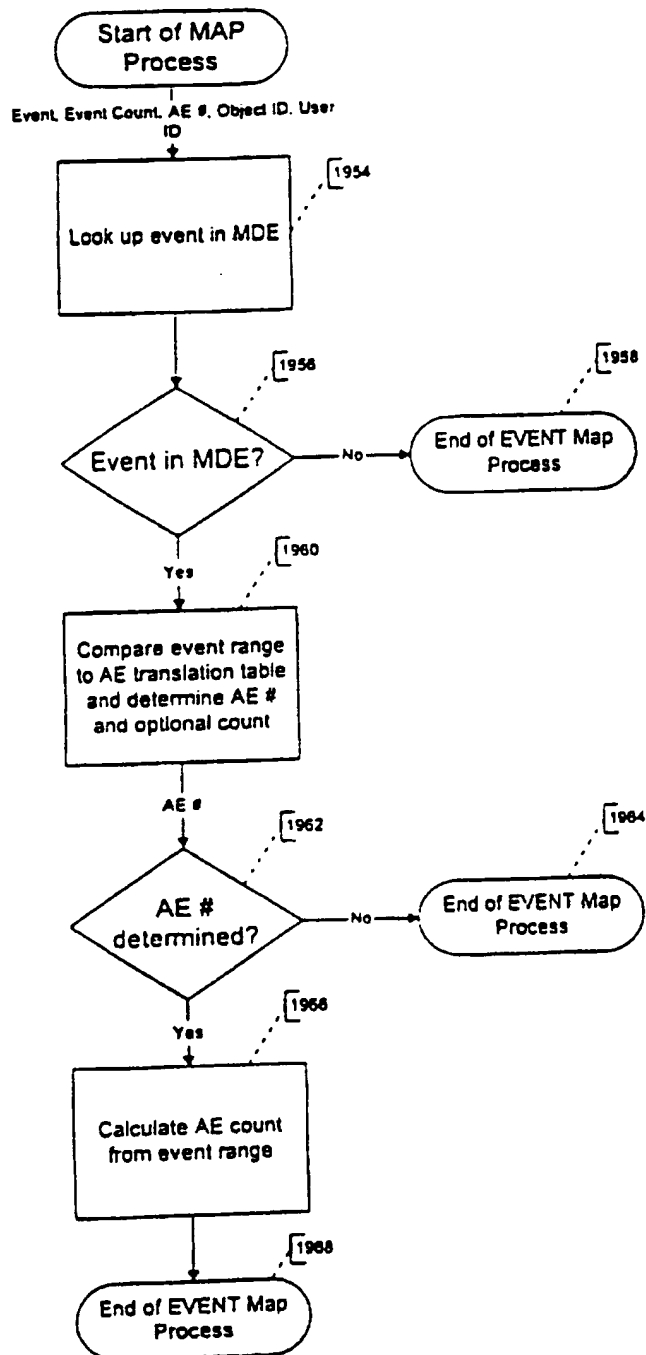 Start of MAP
Process
Event, Event Count, AE #, Object ID, User
ID
1954
Look up event in MDE
1956
1958
Event in MDE?
No
End of EVENT Map
Process
Yes
1960
Compare event range
to AE translation table
and determine AE #
and optional count
AE #
1962
1964
AE #
determined?
No
End of EVENT Map
Process
Yes
1966
Calculate AE count
from event range
1968
End of EVENT Map
Process